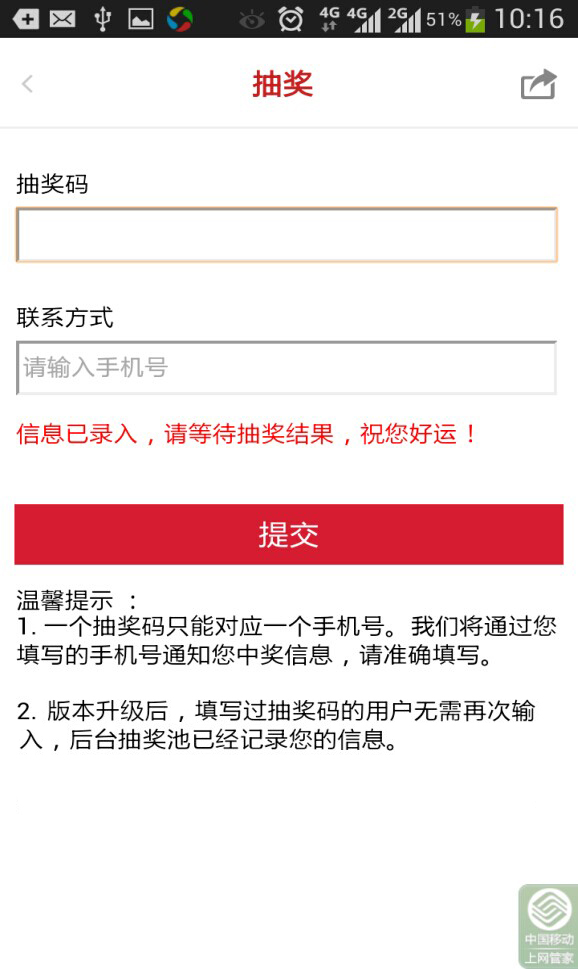 4G 4G 2G 51% 10:16
抽奖
抽奖码
联系方式
请输入手机号
信息已录入，请等待抽奖结果，祝您好运！
提交
温馨提示 ：
1. 一个抽奖码只能对应一个手机号。我们将通过您
填写的手机号通知您中奖信息，请准确填写。
2. 版本升级后，填写过抽奖码的用户无需再次输
入，后台抽奖池已经记录您的信息。
中国移动
上网管家